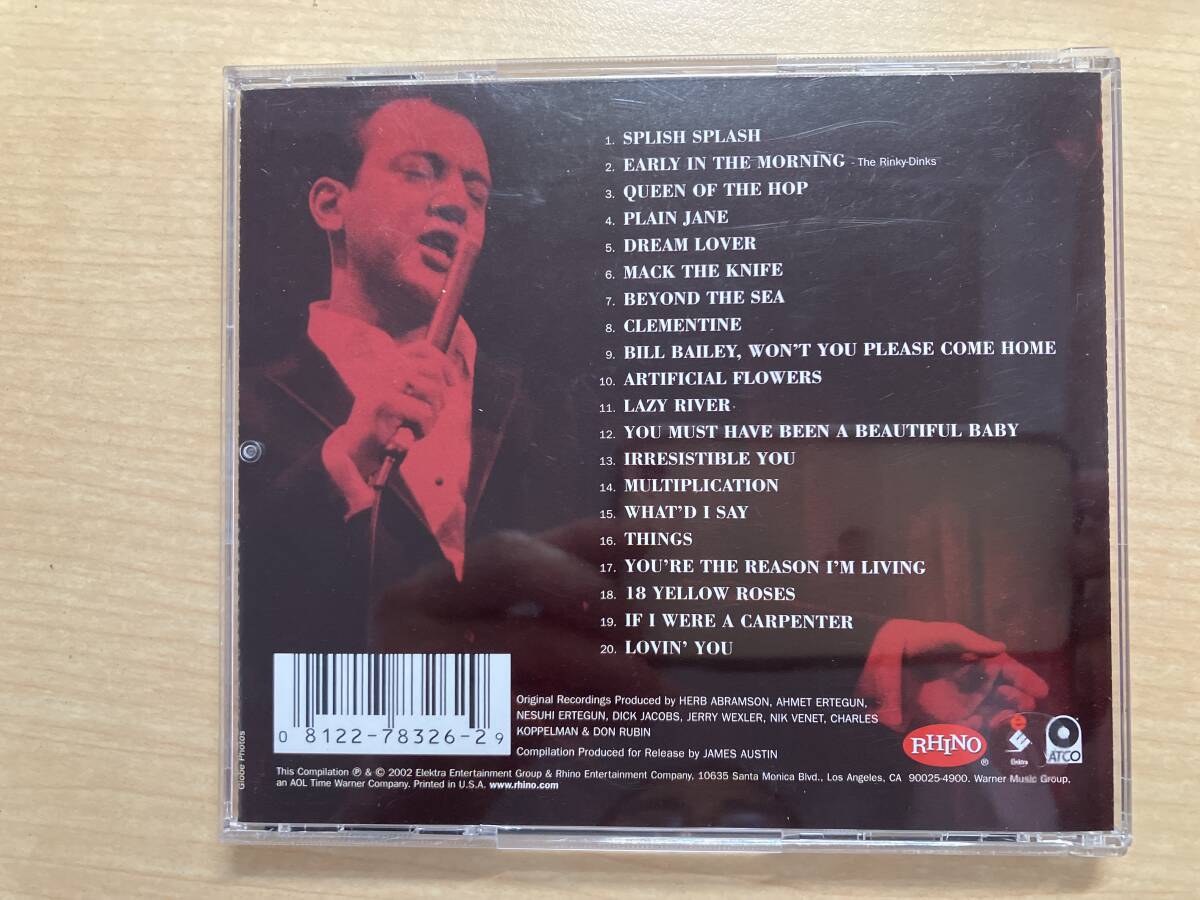 1. SPLISH SPLASH
2. EARLY IN THE MORNING - The Rinky-Dinks
3. QUEEN OF THE HOP
4. PLAIN JANE
5. DREAM LOVER
6. MACK THE KNIFE
7. BEYOND THE SEA
8. CLEMENTINE
9. BILL BAILEY, WON'T YOU PLEASE COME HOME
10. ARTIFICIAL FLOWERS
11. LAZY RIVER
12. YOU MUST HAVE BEEN A BEAUTIFUL BABY
13. IRRESISTIBLE YOU
14. MULTIPLICATION
15. WHAT'D I SAY
16. THINGS
17. YOU'RE THE REASON I'M LIVING
18. 18 YELLOW ROSES
19. IF I WERE A CARPENTER
20. LOVIN' YOU
0 8122-78326-2 9
Original Recordings Produced by HERB ABRAMSON, AHMET ERTEGUN,
NESUHI ERTEGUN, DICK JACOBS, JERRY WEXLER, NIK VENET, CHARLES
KOPPELMAN & DON RUBIN
Compilation Produced for Release by JAMES AUSTIN
RHINO ®
Elektra
ATCO
This Compilation ℗ & © 2002 Elektra Entertainment Group & Rhino Entertainment Company, 10635 Santa Monica Blvd., Los Angeles, CA 90025-4900. Warner Music Group,
an AOL Time Warner Company. Printed in U.S.A. www.rhino.com
Globe Photos